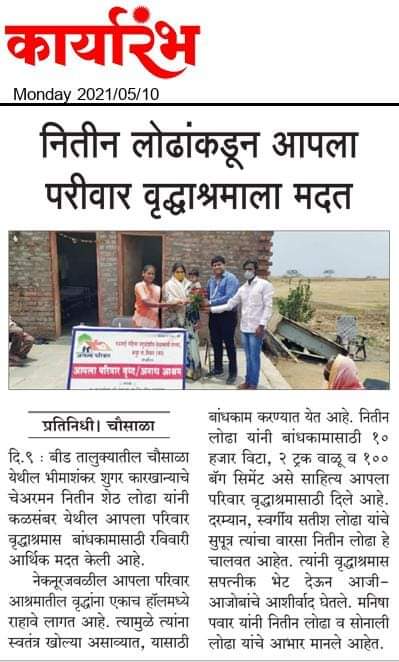 कार्यारंभ
Monday 2021/05/10
नितीन लोढांकडून आपला
परीवार वृद्धाश्रमाला मदत
आपला परिवार
आपला परिवार वृध्द/अनाथ आश्रम
प्रतिनिधी। चौसाळा
दि.९ : बीड तालुक्यातील चौसाळा
येथील भीमाशंकर शुगर कारखान्याचे
चेअरमन नितीन शेठ लोढा यांनी
कळसंबर येथील आपला परिवार
वृद्धाश्रमास बांधकामासाठी रविवारी
आर्थिक मदत केली आहे.
नेकनूरजवळील आपला परिवार
आश्रमातील वृद्धांना एकाच हॉलमध्ये
राहावे लागत आहे. त्यामुळे त्यांना
स्वतंत्र खोल्या असाव्यात, यासाठी
बांधकाम करण्यात येत आहे. नितीन
लोढा यांनी बांधकामासाठी १०
हजार विटा, २ ट्रक वाळू व १००
बॅग सिमेंट असे साहित्य आपला
परिवार वृद्धाश्रमासाठी दिले आहे.
दरम्यान, स्वर्गीय सतीश लोढा यांचे
सुपूत्र त्यांचा वारसा नितीन लोढा हे
चालवत आहेत. त्यांनी वृद्धाश्रमास
सपत्नीक भेट देऊन आजी-
आजोबांचे आशीर्वाद घेतले. मनिषा
पवार यांनी नितीन लोढा व सोनाली
लोढा यांचे आभार मानले आहेत.